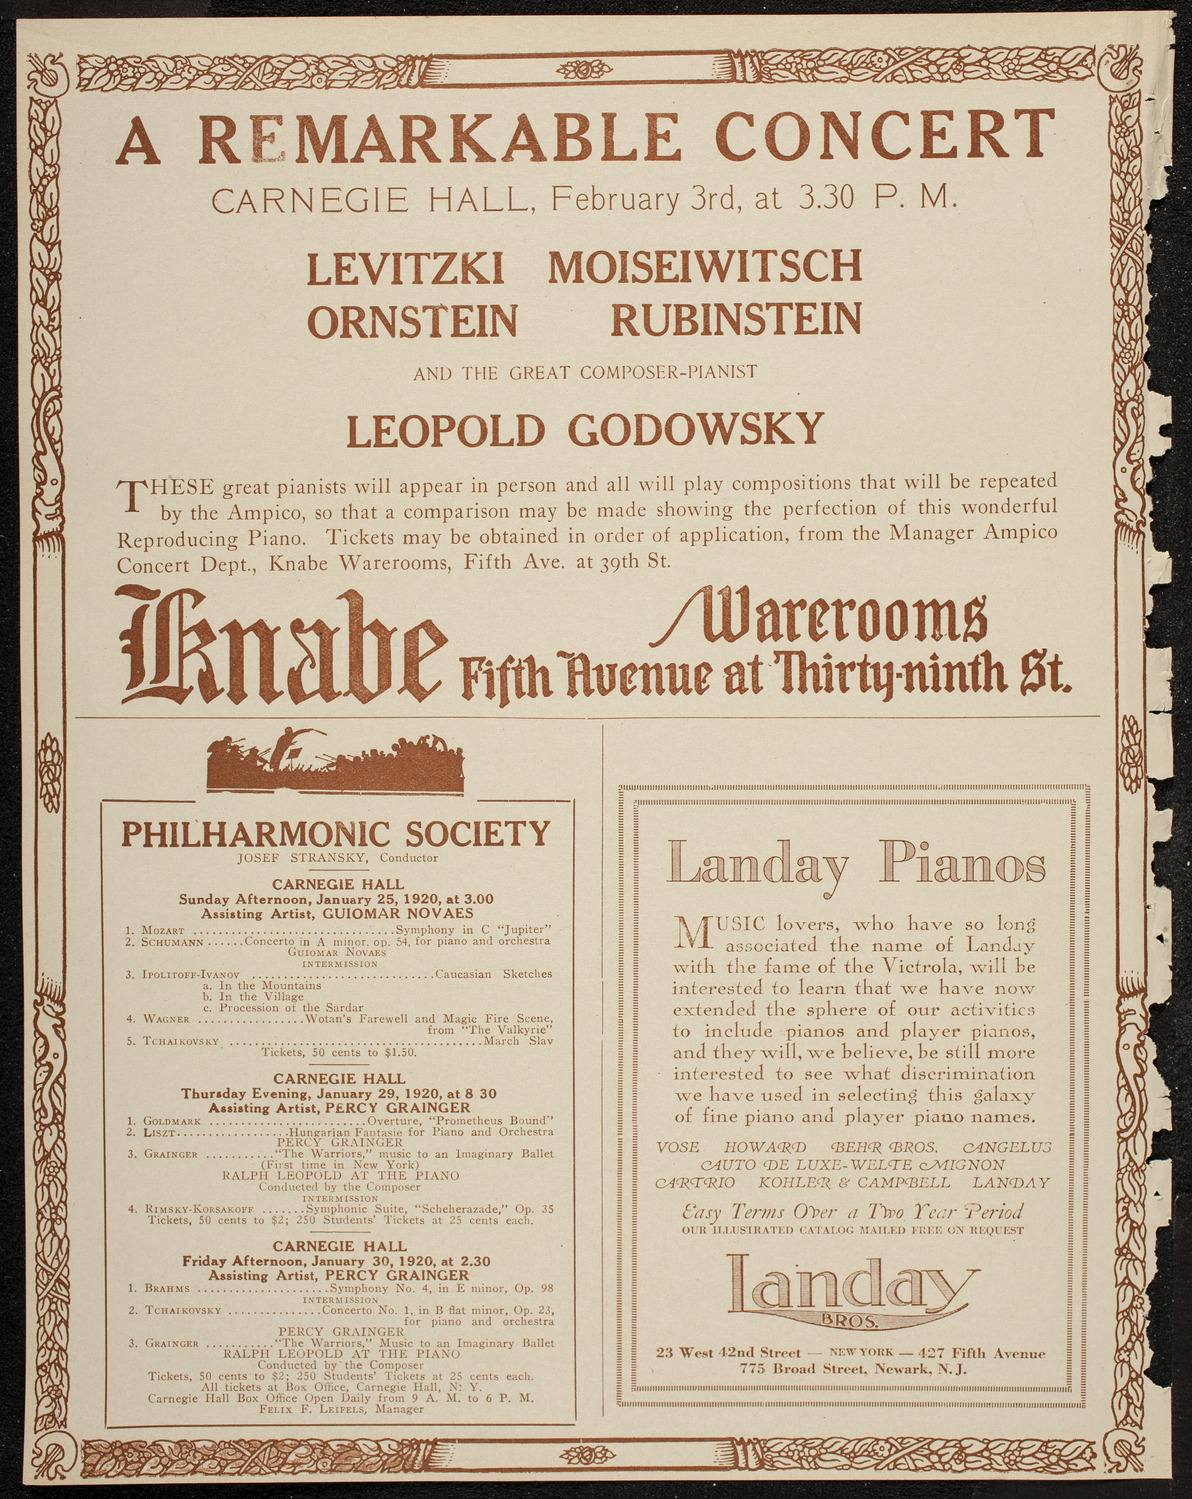 A REMARKABLE CONCERT
CARNEGIE HALL, February 3rd, at 3.30 P. M.
LEVITZKI MOISEIWITSCH
ORNSTEIN RUBINSTEIN
AND THE GREAT COMPOSER-PIANIST
LEOPOLD GODOWSKY
THESE great pianists will appear in person and all will play compositions that will be repeated
by the Ampico, so that a comparison may be made showing the perfection of this wonderful
Reproducing Piano. Tickets may be obtained in order of application, from the Manager Ampico
Concert Dept., Knabe Warerooms, Fifth Ave. at 39th St.
Knabe Warerooms
Fifth Avenue at Thirty-ninth St.
PHILHARMONIC SOCIETY
JOSEF STRANSKY, Conductor
CARNEGIE HALL
Sunday Afternoon, January 25, 1920, at 3.00
Assisting Artist, GUIOMAR NOVAES
1. MOZART ..............................Symphony in C "Jupiter"
2. SCHUMANN ......Concerto in A minor. op. 54, for piano and orchestra
GUIOMAR NOVAES
INTERMISSION
3. IPOLITOFF-IVANOV ...........................Caucasian Sketches
a. In the Mountains
b. In the Village
c. Procession of the Sardar
4. WAGNER ................Wotan's Farewell and Magic Fire Scene,
from "The Valkyrie"
5. TCHAIKOVSKY .....................................March Slav
Tickets, 50 cents to $1.50.
CARNEGIE HALL
Thursday Evening, January 29, 1920, at 8 30
Assisting Artist, PERCY GRAINGER
1. GOLDMARK .......................Overture, "Prometheus Bound"
2. LISZT.................Hungarian Fantasie for Piano and Orchestra
PERCY GRAINGER
3. GRAINGER ..........."The Warriors," music to an Imaginary Ballet
(First time in New York)
RALPH LEOPOLD AT THE PIANO
Conducted by the Composer
INTERMISSION
4. RIMSKY-KORSAKOFF .......Symphonic Suite, "Scheherazade," Op. 35
Tickets, 50 cents to $2; 250 Students' Tickets at 25 cents each.
CARNEGIE HALL
Friday Afternoon, January 30, 1920, at 2.30
Assisting Artist, PERCY GRAINGER
1. BRAHMS ....................Symphony No. 4, in E minor, Op. 98
INTERMISSION
2. TCHAIKOVSKY ..............Concerto No. 1, in B flat minor, Op. 23,
for piano and orchestra
PERCY GRAINGER
3. GRAINGER ..........."The Warriors," Music to an Imaginary Ballet
RALPH LEOPOLD AT THE PIANO
Conducted by the Composer
Tickets, 50 cents to $2; 250 Students' Tickets at 25 cents each.
All tickets at Box Office, Carnegie Hall, N: Y.
Carnegie Hall Box Office Open Daily from 9 A. M. to 6 P. M.
FELIX F. LEIFELS, Manager
Landay Pianos
MUSIC lovers, who have so long
associated the name of Landay
with the fame of the Victrola, will be
interested to learn that we have now
extended the sphere of our activities
to include pianos and player pianos,
and they will, we believe, be still more
interested to see what discrimination
we have used in selecting this galaxy
of fine piano and player piano names.
VOSE HOWARD BEHR BROS. ANGELUS
AUTO DE LUXE-WELTE MIGNON
ARTRIO KOHLER & CAMPBELL LANDAY
Easy Terms Over a Two Year Period
OUR ILLUSTRATED CATALOG MAILED FREE ON REQUEST
Landay
BROS.
23 West 42nd Street — NEW YORK — 427 Fifth Avenue
775 Broad Street, Newark, N. J.